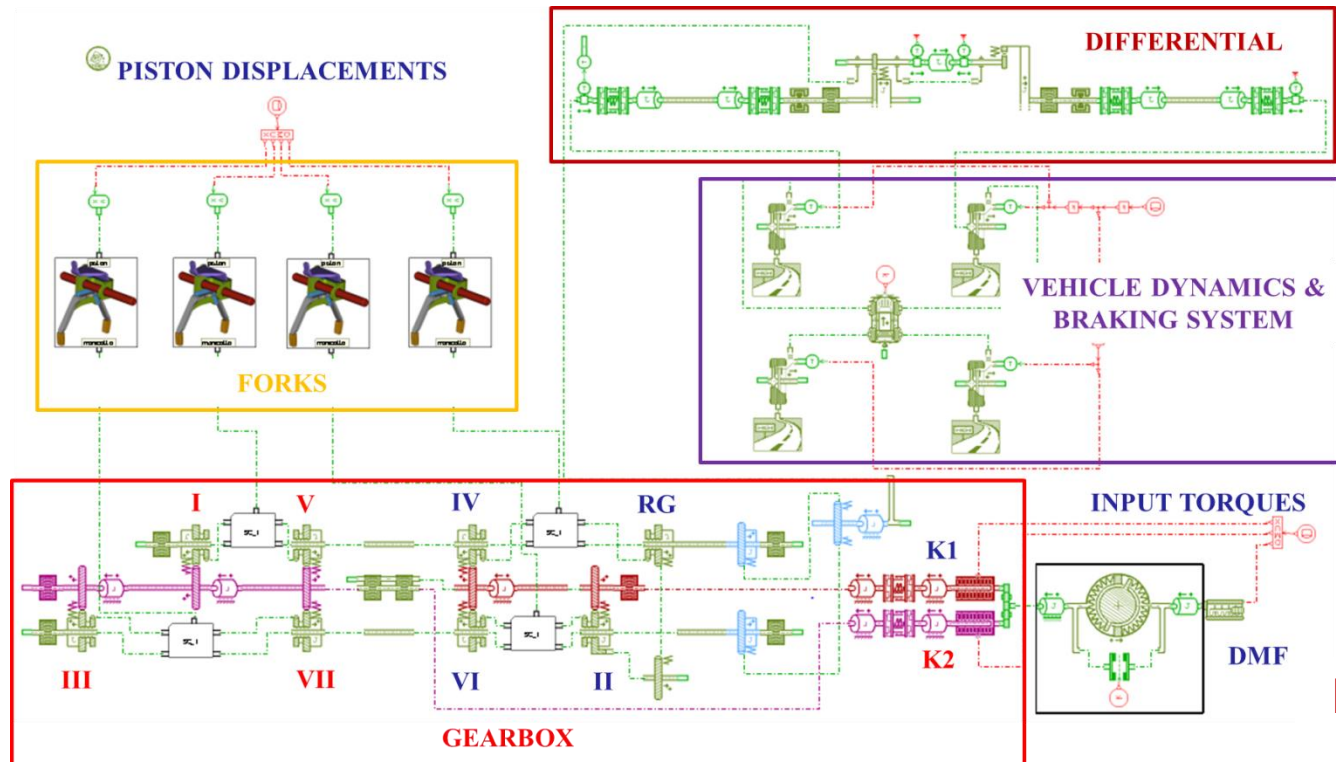 DIFFERENTIAL
PISTON DISPLACEMENTS
VEHICLE DYNAMICS &
BRAKING SYSTEM
FORKS
I
V
IV
RG
INPUT TORQUES
K1
K2
III
VII
VI
II
DMF
GEARBOX